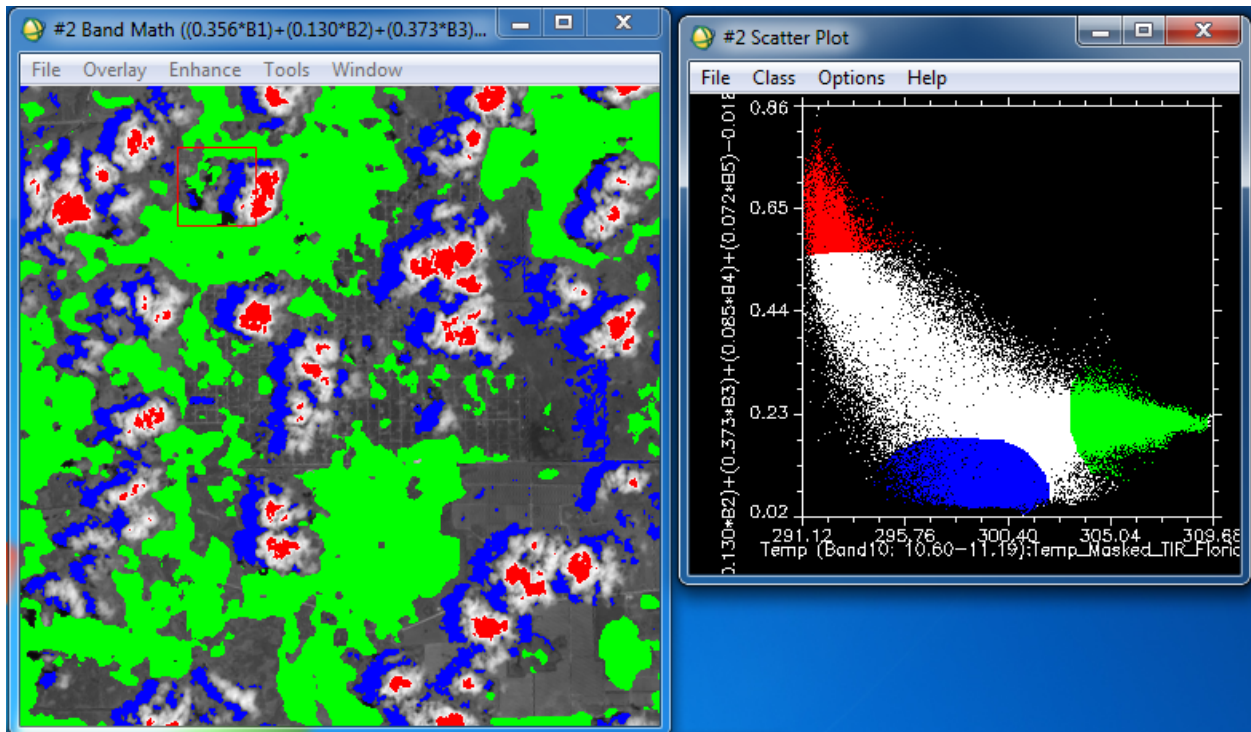 #2 Band Math ((0.356*B1)+(0.130*B2)+(0.373*B3)...
File Overlay Enhance Tools Window
#2 Scatter Plot
File Class Options Help
0.130*B2)+(0.373*B3)+(0.085*B4)+(0.072*B5)-0.018
0.86
0.65
0.44
0.23
0.02
291.12 295.76 300.40 305.04 309.68
Temp (Band10: 10.60-11.19):Temp_Masked_TIR_Floric